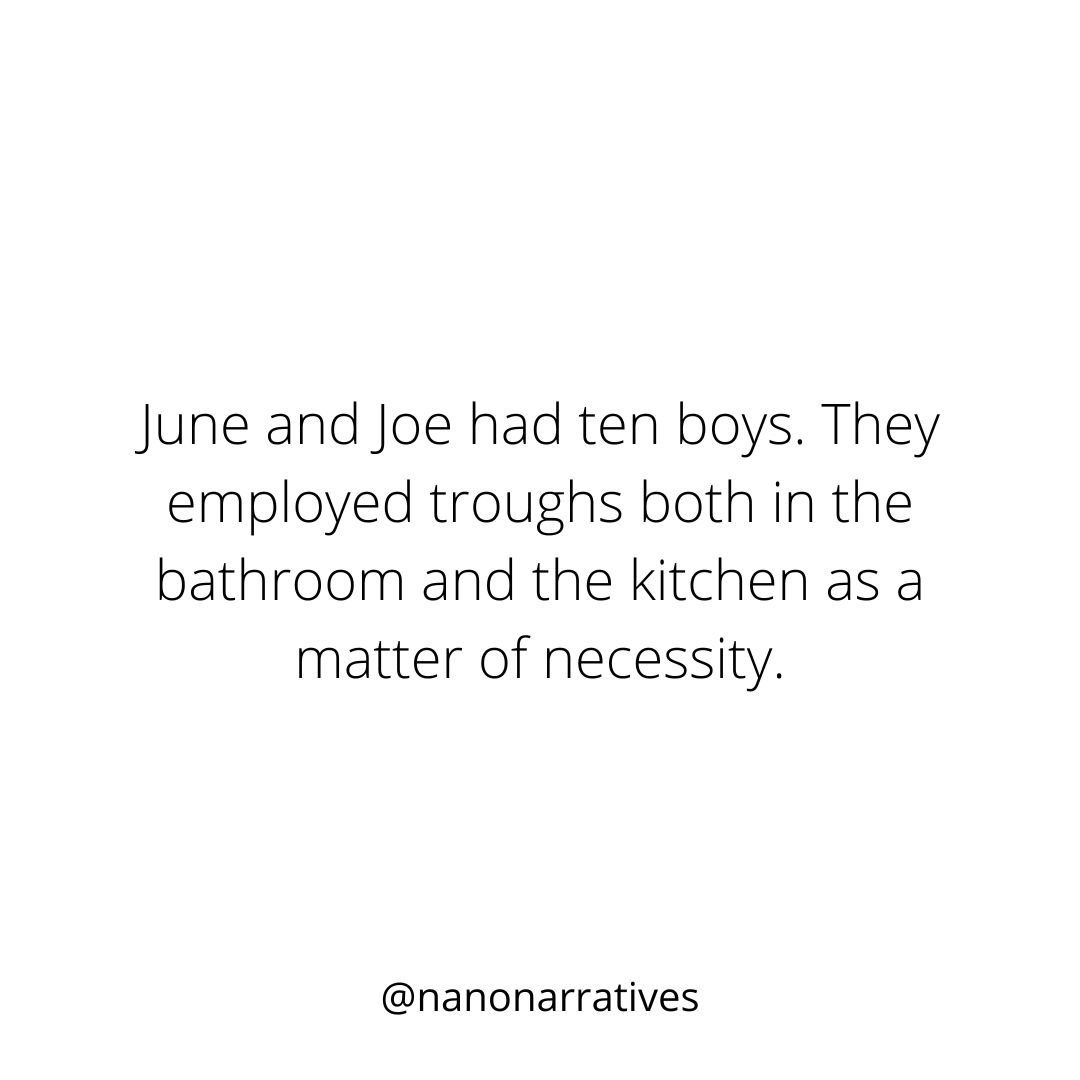 June and Joe had ten boys. They
employed troughs both in the
bathroom and the kitchen as a
matter of necessity.
@nanonarratives